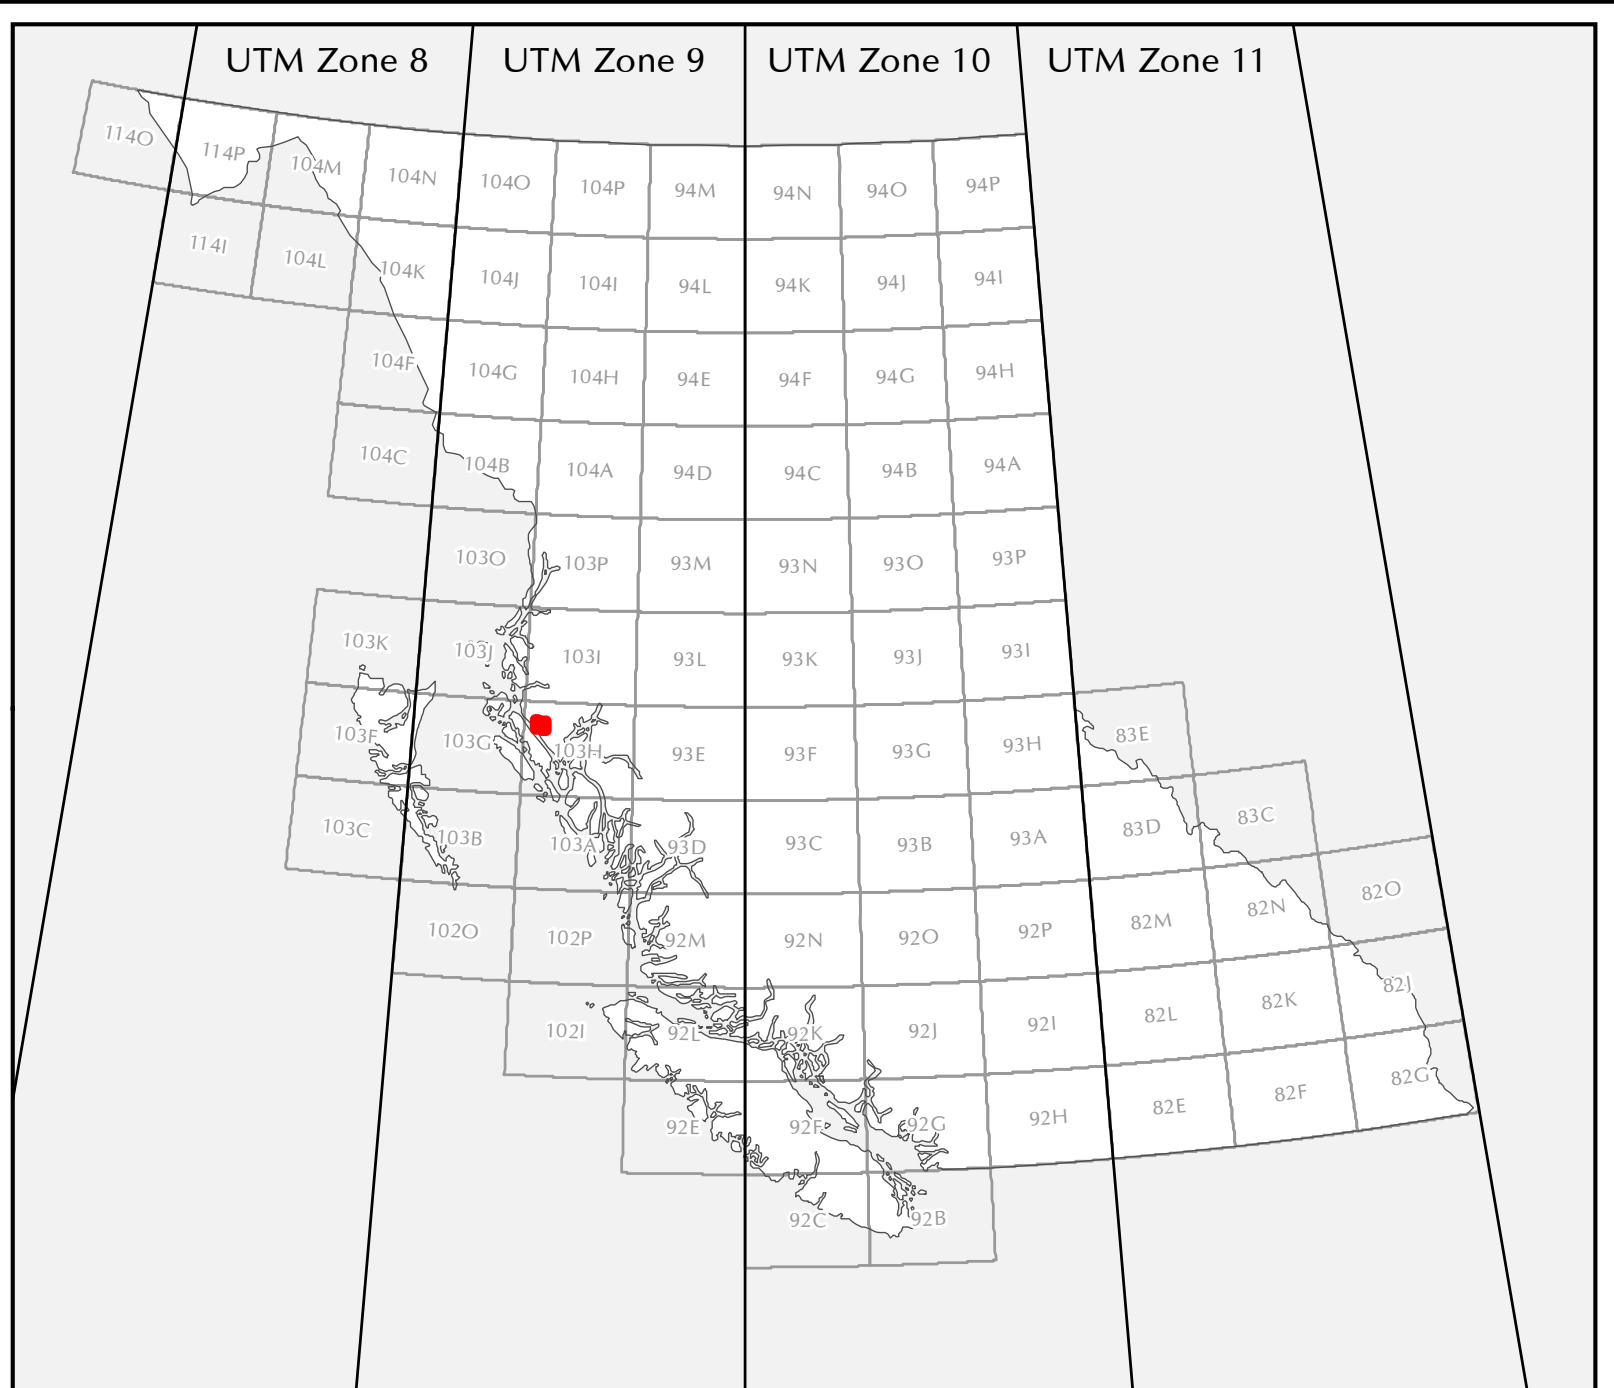 UTM Zone 8 UTM Zone 9 UTM Zone 10 UTM Zone 11
114O 114P 104M 104N 104O 104P 94M 94N 94O 94P
114I 104L 104K 104J 104I 94L 94K 94J 94I
104F 104G 104H 94E 94F 94G 94H
104C 104B 104A 94D 94C 94B 94A
103O 103P 93M 93N 93O 93P
103K 103J 103I 93L 93K 93J 93I
103F 103G 103H 93E 93F 93G 93H 83E
103C 103B 103A 93D 93C 93B 93A 83D 83C
102O 102P 92M 92N 92O 92P 82M 82N 82O
102I 92L 92K 92J 92I 82L 82K 82J
92E 92F 92G 92H 82E 82F 82G
92C 92B